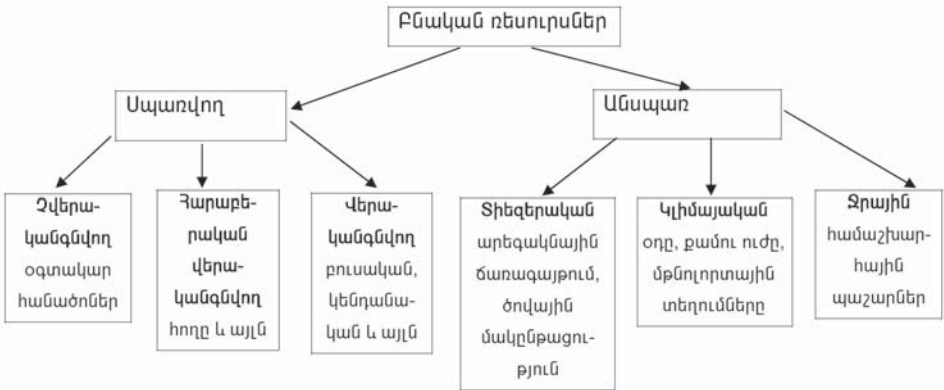 Բնական ռեսուրսներ
Սպառվող
Անսպառ
Չվերա-
կանգնվող
օգտակար
հանածոներ
Հարաբե-
րական
վերա-
կանգնվող
հողը և այլն
Վերա-
կանգնվող
բուսական,
կենդանա-
կան և այլն
Տիեզերական
արեգակնային
ճառագայթում,
ծովային
մակընթացու-
թյուն
Կլիմայական
օդը, քամու ուժը,
մթնոլորտային
տեղումները
Ջրային
համաշխար-
հային
պաշարներ